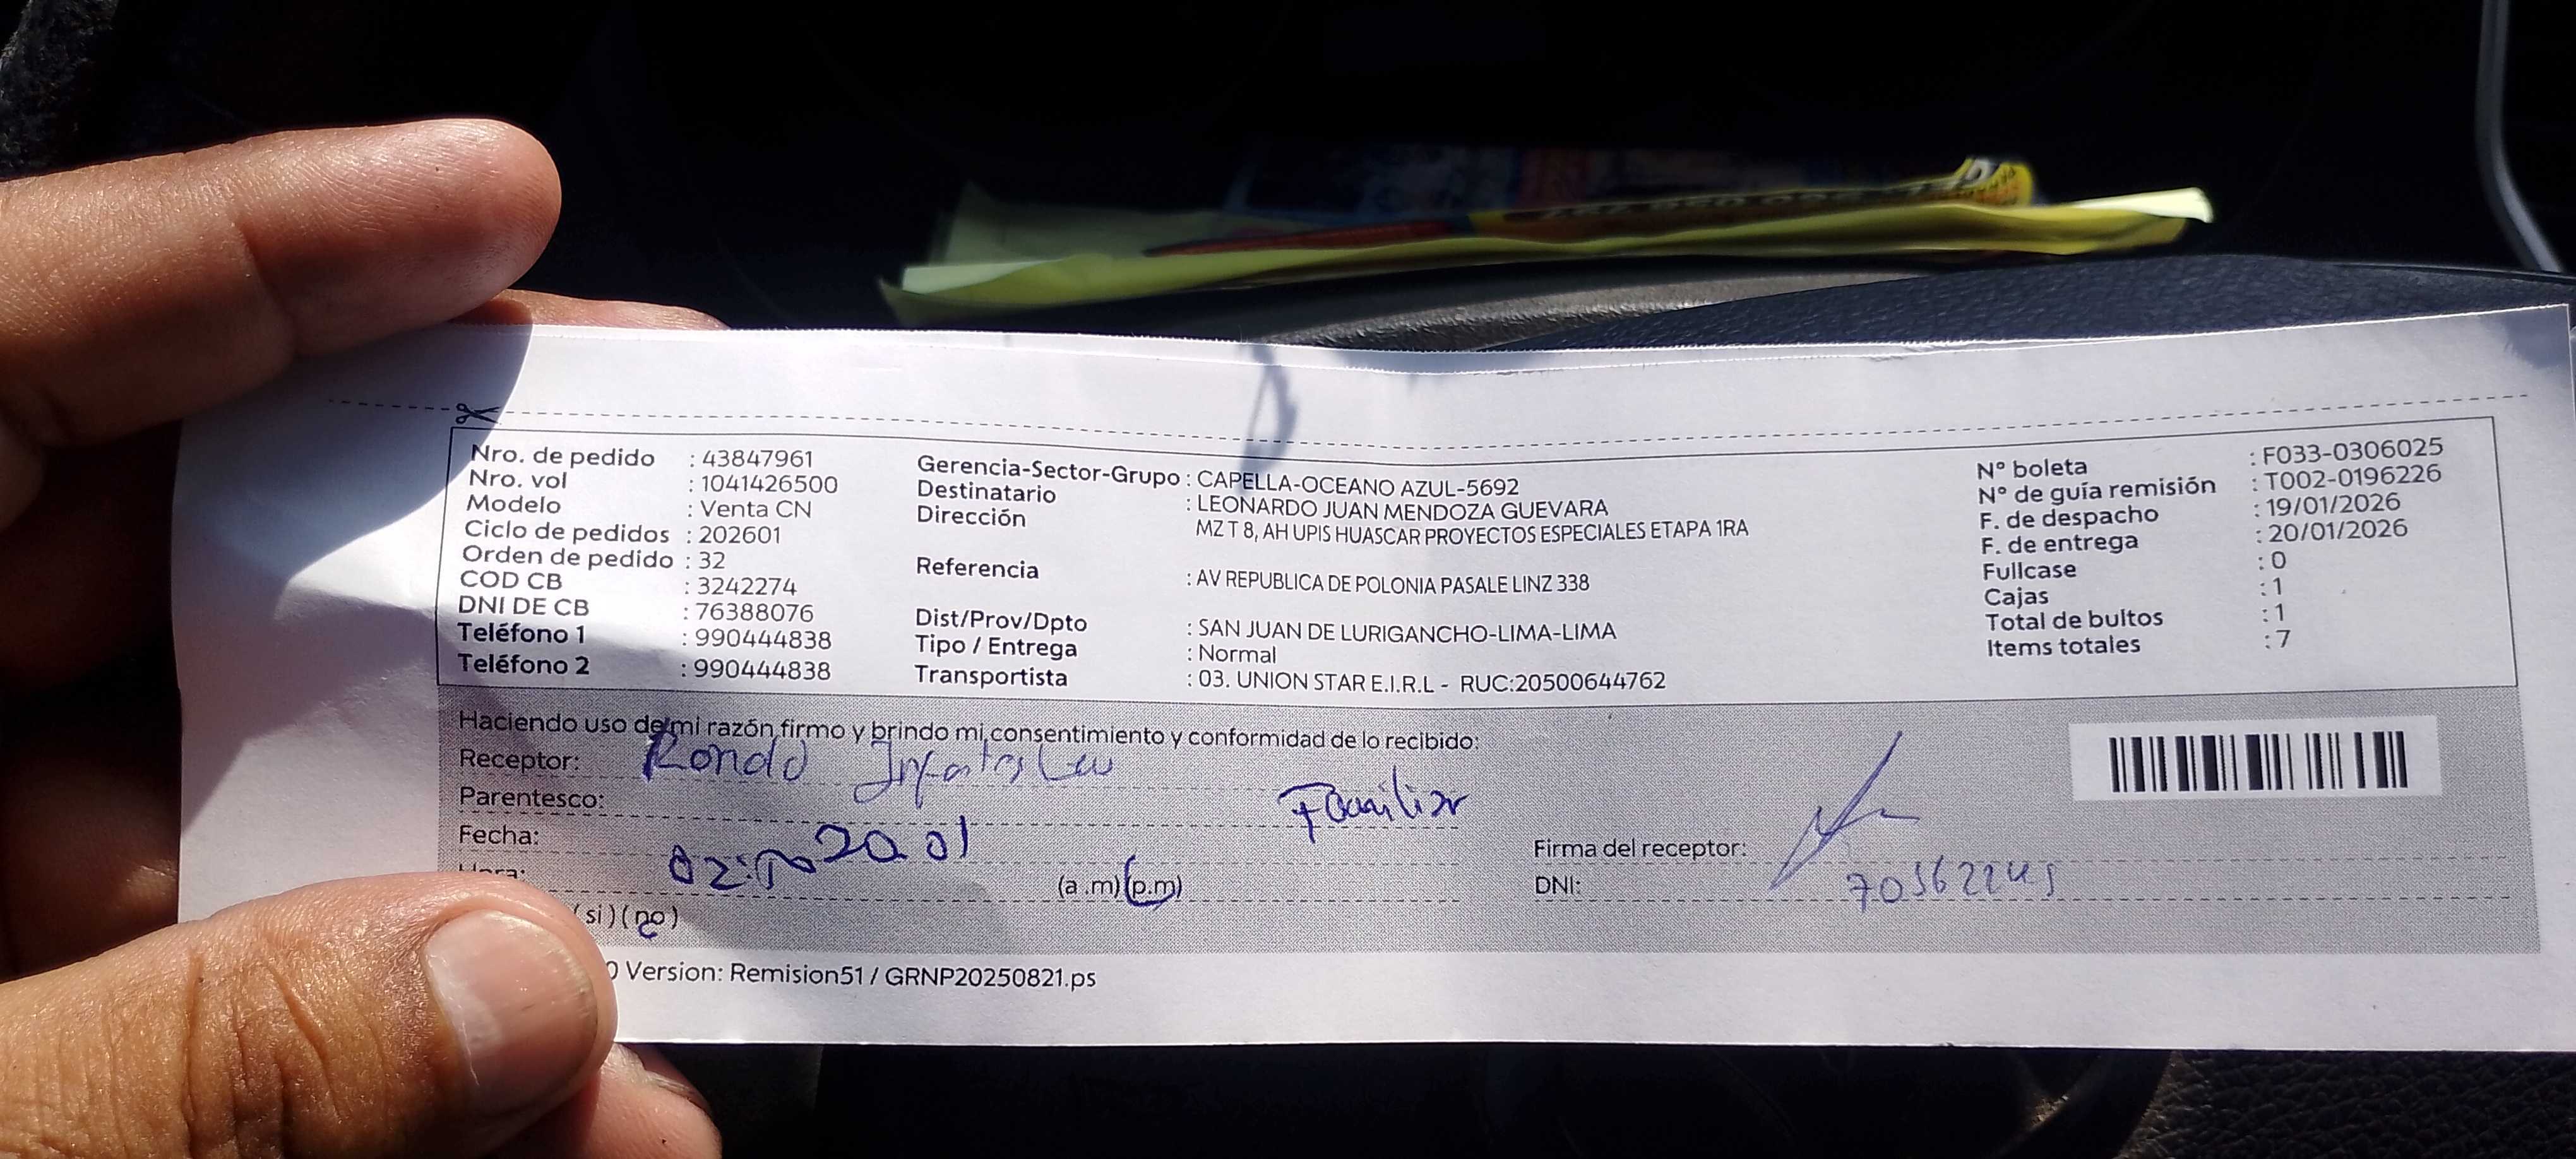 Nro. de pedido : 43847961
Nro. vol : 1041426500
Modelo : Venta CN
Ciclo de pedidos : 202601
Orden de pedido : 32
COD CB : 3242274
DNI DE CB : 76388076
Teléfono 1 : 990444838
Teléfono 2 : 990444838
Gerencia-Sector-Grupo : CAPELLA-OCEANO AZUL-5692
Destinatario : LEONARDO JUAN MENDOZA GUEVARA
Dirección MZ T 8, AH UPIS HUASCAR PROYECTOS ESPECIALES ETAPA 1RA
Referencia : AV REPUBLICA DE POLONIA PASALE LINZ 338
Dist/Prov/Dpto : SAN JUAN DE LURIGANCHO-LIMA-LIMA
Tipo / Entrega : Normal
Transportista : 03. UNION STAR E.I.R.L - RUC:20500644762
N° boleta : F033-0306025
N° de guía remisión : T002-0196226
F. de despacho : 19/01/2026
F. de entrega : 20/01/2026
Fullcase : 0
Cajas : 1
Total de bultos : 1
Items totales : 7
Haciendo uso de mi razón firmo y brindo mi consentimiento y conformidad de lo recibido:
Receptor:
Parentesco: Familiar
Fecha: 20 01
Hora: (a.m) (p.m)
(si) (no)
Firma del receptor:
DNI:
0 Version: Remision51 / GRNP20250821.ps